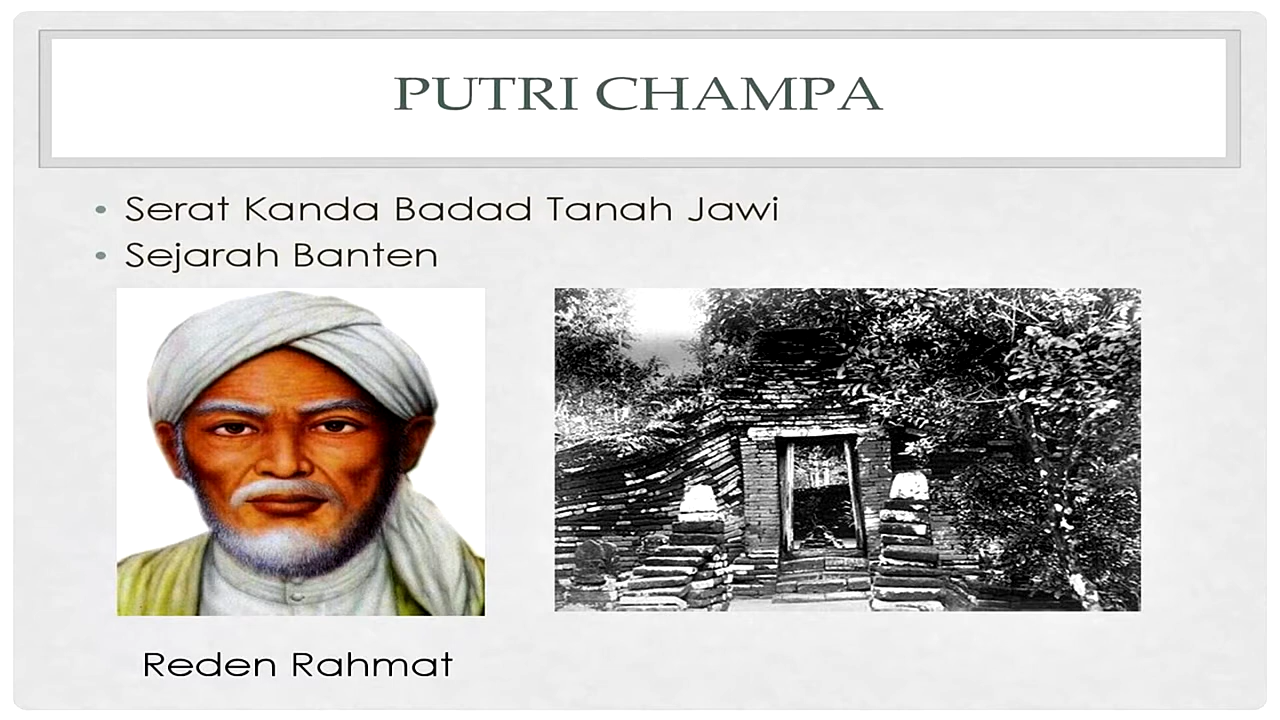 PUTRI CHAMPA
• Serat Kanda Badad Tanah Jawi
• Sejarah Banten
Reden Rahmat